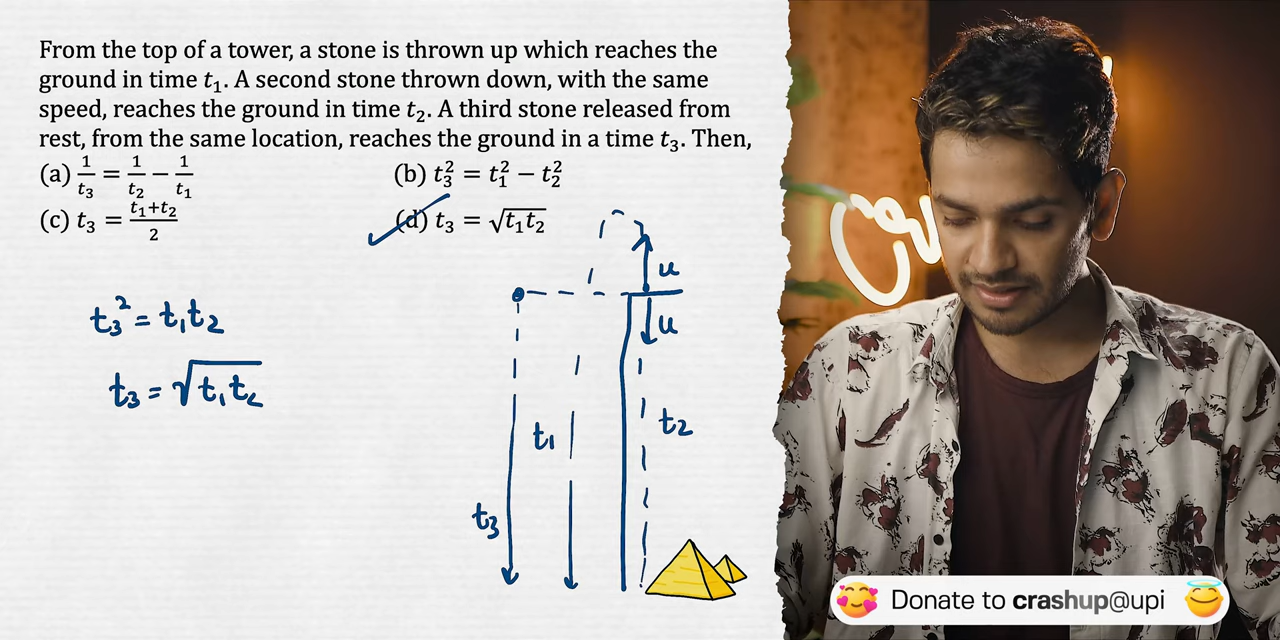 From the top of a tower, a stone is thrown up which reaches the
ground in time t₁. A second stone thrown down, with the same
speed, reaches the ground in time t₂. A third stone released from
rest, from the same location, reaches the ground in a time t₃. Then,
(a) 1/t₃ = 1/t₂ − 1/t₁ (b) t₃² = t₁² − t₂²
(c) t₃ = (t₁+t₂)/2 (d) t₃ = √t₁t₂
u
t₃² = t₁t₂
u
t₃ = √t₁t₂
t₁
t₂
t₃
Donate to crashup@upi